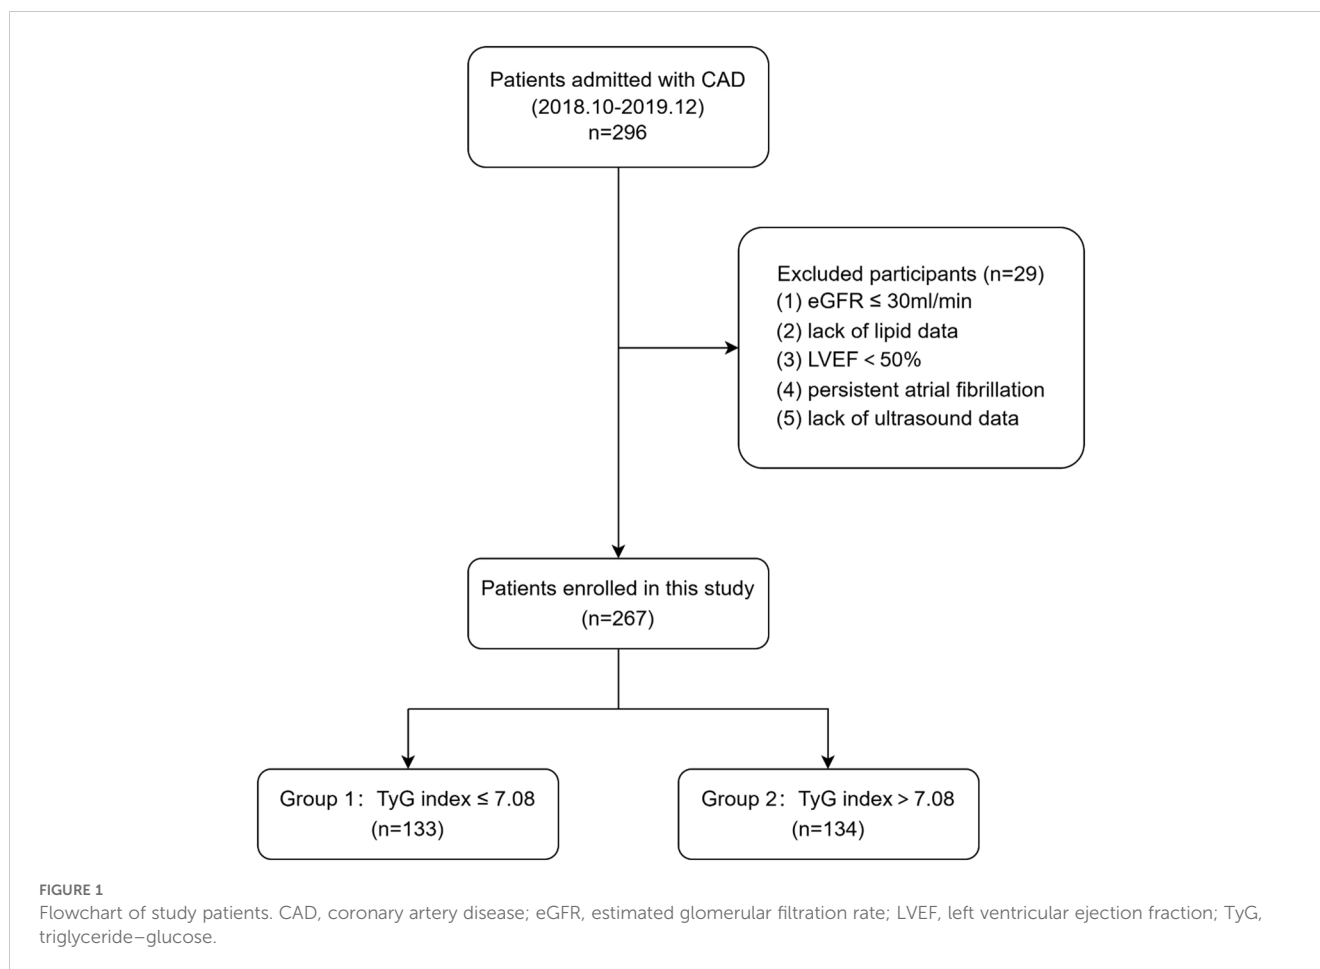 Patients admitted with CAD
(2018.10-2019.12)
n=296
Excluded participants (n=29)
(1) eGFR ≤ 30ml/min
(2) lack of lipid data
(3) LVEF < 50%
(4) persistent atrial fibrillation
(5) lack of ultrasound data
Patients enrolled in this study
(n=267)
Group 1：TyG index ≤ 7.08
(n=133)
Group 2：TyG index > 7.08
(n=134)
FIGURE 1
Flowchart of study patients. CAD, coronary artery disease; eGFR, estimated glomerular filtration rate; LVEF, left ventricular ejection fraction; TyG,
triglyceride–glucose.